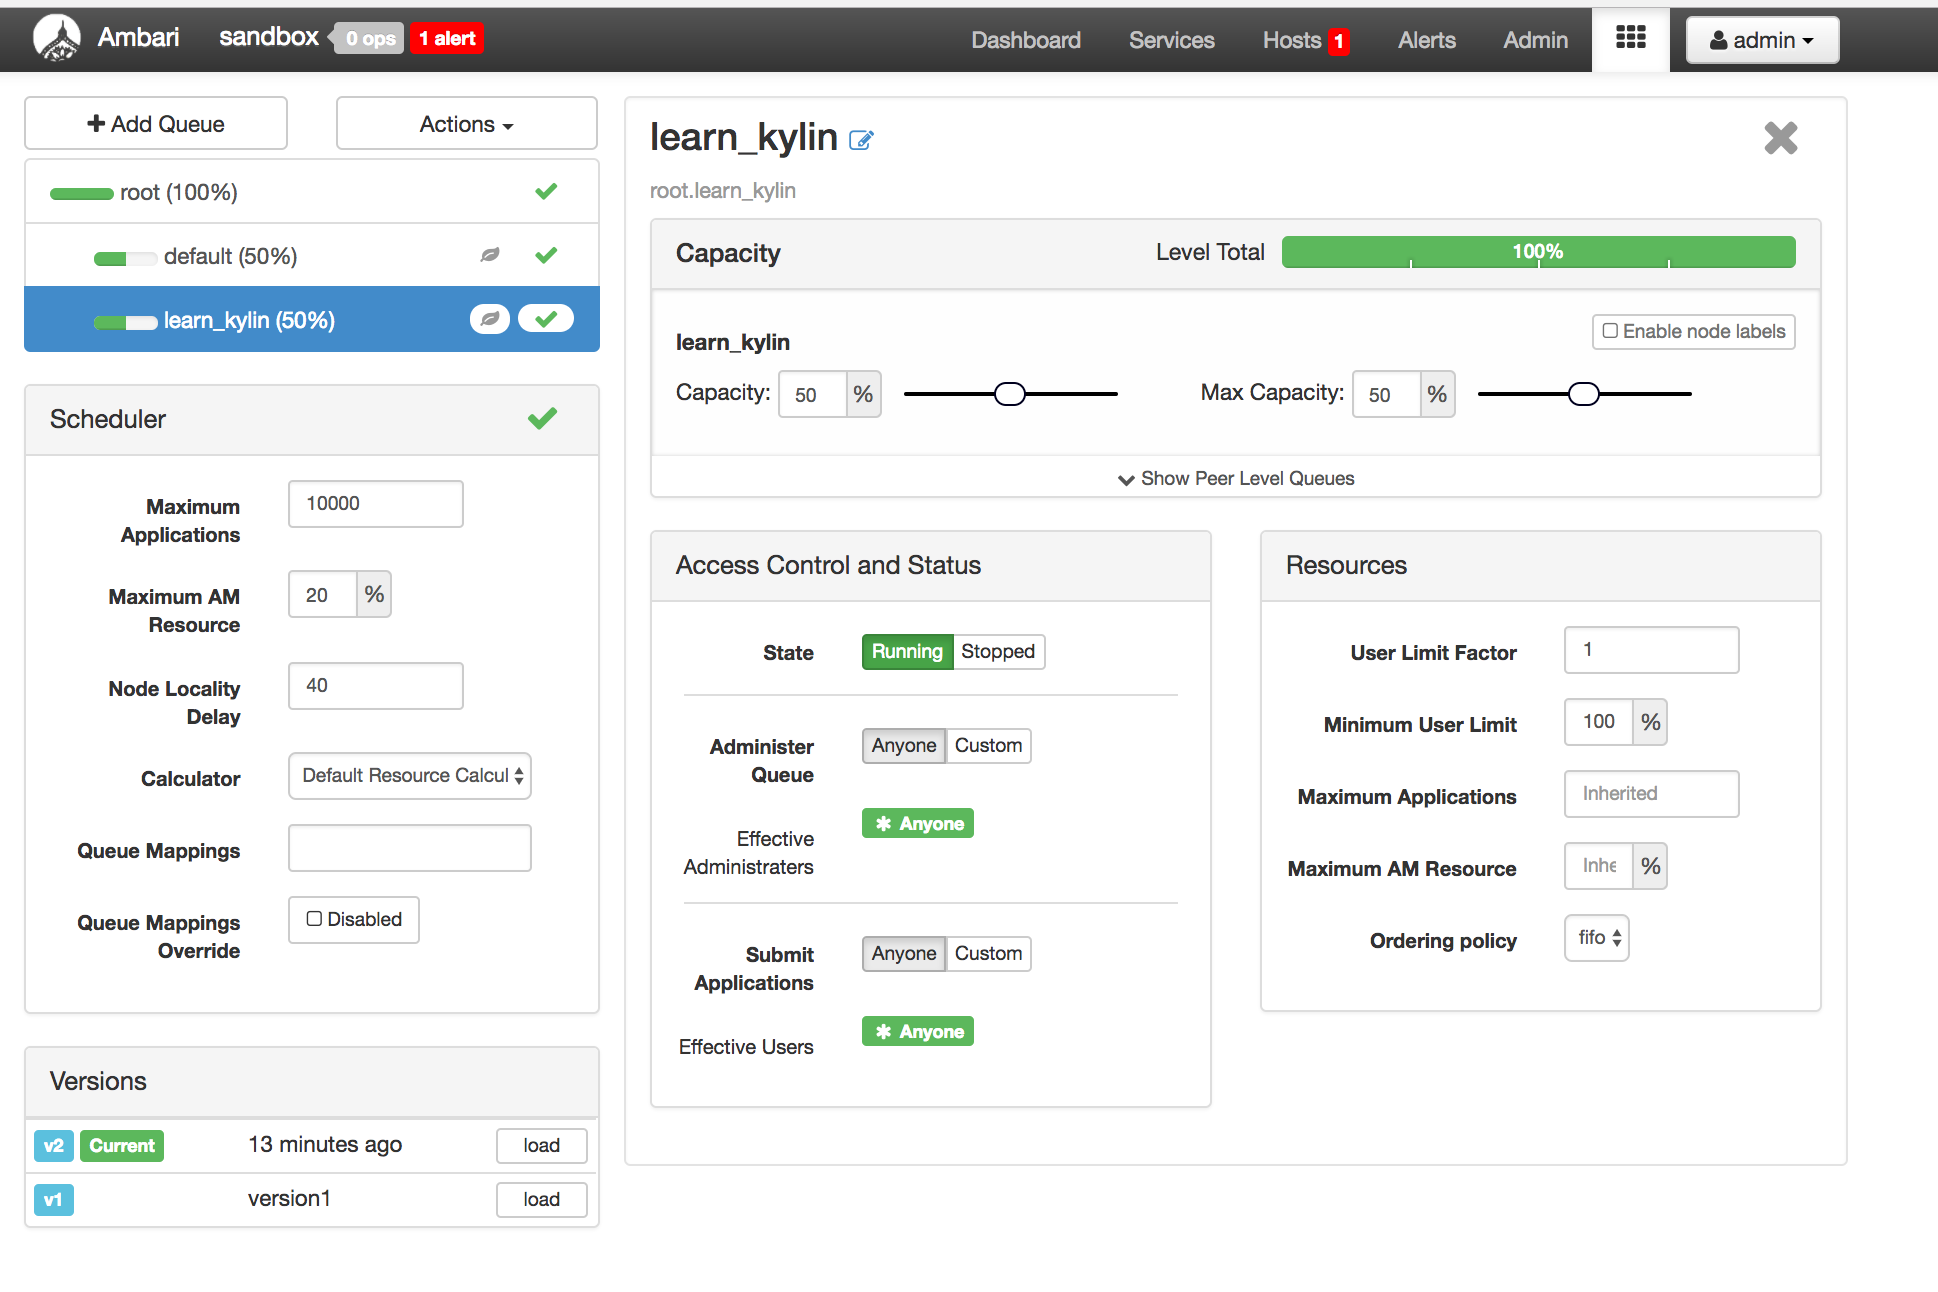 Ambari sandbox 0 ops 1 alert Dashboard Services Hosts 1 Alerts Admin admin
Add Queue Actions
root (100%)
default (50%)
learn_kylin (50%)
Scheduler
Maximum Applications 10000
Maximum AM Resource 20 %
Node Locality Delay 40
Calculator Default Resource Calcul
Queue Mappings
Queue Mappings Override Disabled
Versions
v2 Current 13 minutes ago load
v1 version1 load
learn_kylin
root.learn_kylin
Capacity Level Total 100%
learn_kylin Enable node labels
Capacity: 50 % Max Capacity: 50 %
Show Peer Level Queues
Access Control and Status
State Running Stopped
Administer Queue Anyone Custom
Effective Administraters Anyone
Submit Applications Anyone Custom
Effective Users Anyone
Resources
User Limit Factor 1
Minimum User Limit 100 %
Maximum Applications Inherited
Maximum AM Resource Inhe %
Ordering policy fifo